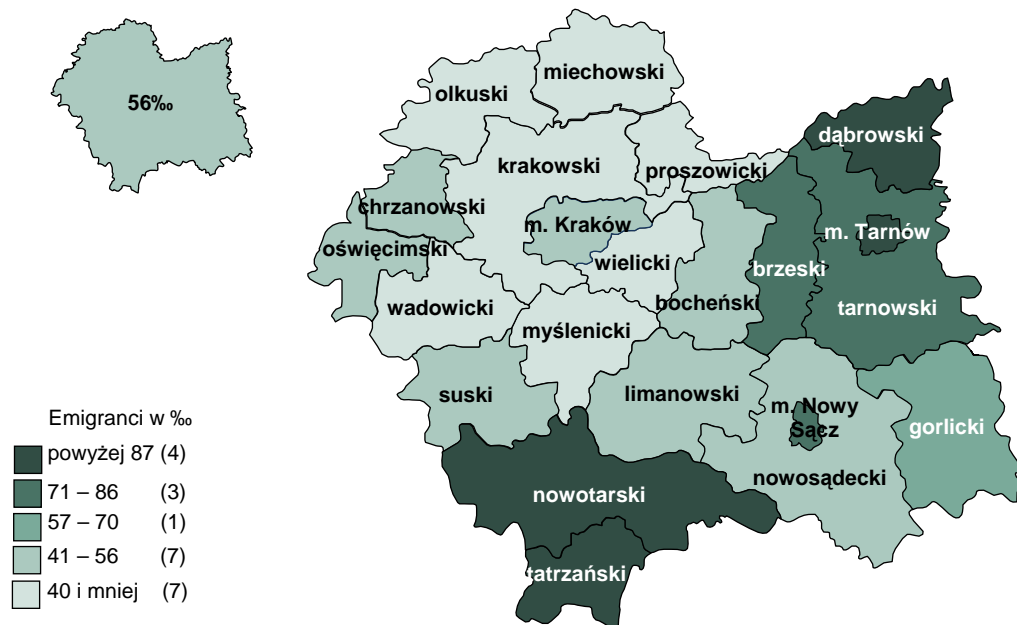 56‰
miechowski
olkuski
dąbrowski
krakowski
proszowicki
chrzanowski
m. Kraków
m. Tarnów
oświęcimski
wielicki
brzeski
wadowicki
bocheński
tarnowski
myślenicki
suski
limanowski
m. Nowy
Sącz
gorlicki
nowosądecki
nowotarski
tatrzański
Emigranci w ‰
powyżej 87 (4)
71 – 86 (3)
57 – 70 (1)
41 – 56 (7)
40 i mniej (7)